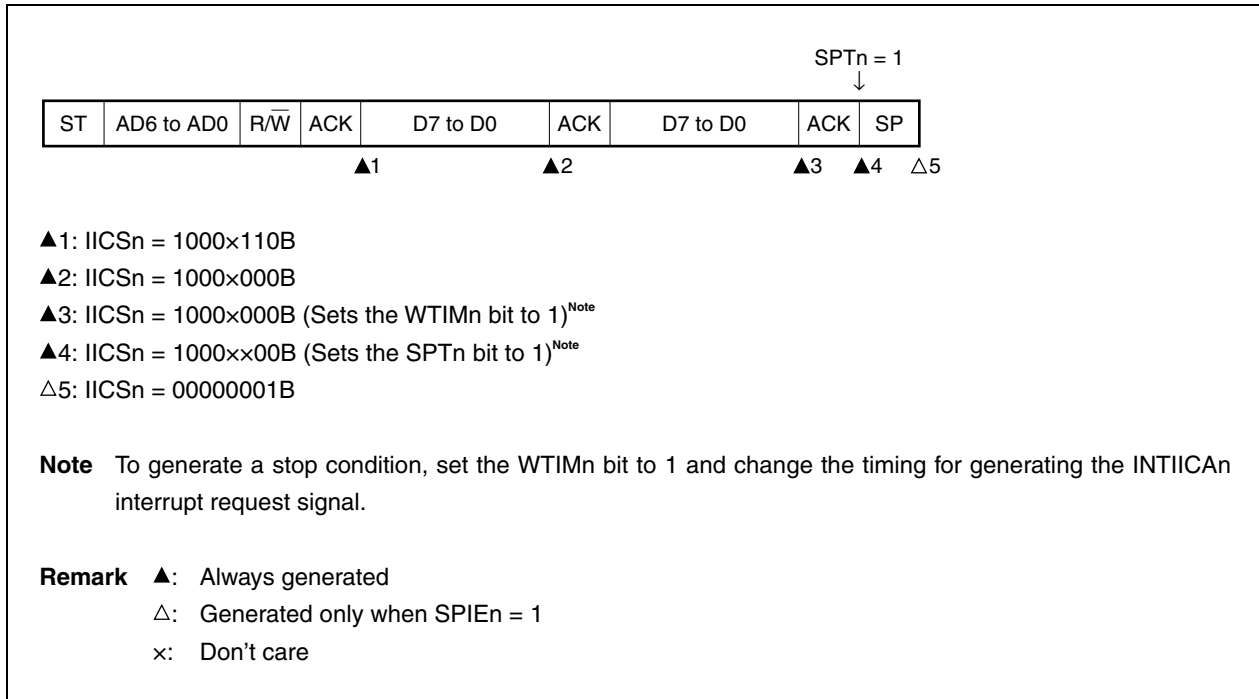 SPTn = 1
↓
ST AD6 to AD0 R/W̅ ACK D7 to D0 ACK D7 to D0 ACK SP
▲1 ▲2 ▲3 ▲4 △5
▲1: IICSn = 1000×110B
▲2: IICSn = 1000×000B
▲3: IICSn = 1000×000B (Sets the WTIMn bit to 1)Note
▲4: IICSn = 1000××00B (Sets the SPTn bit to 1)Note
△5: IICSn = 00000001B
Note To generate a stop condition, set the WTIMn bit to 1 and change the timing for generating the INTIICAn
interrupt request signal.
Remark ▲: Always generated
△: Generated only when SPIEn = 1
×: Don't care